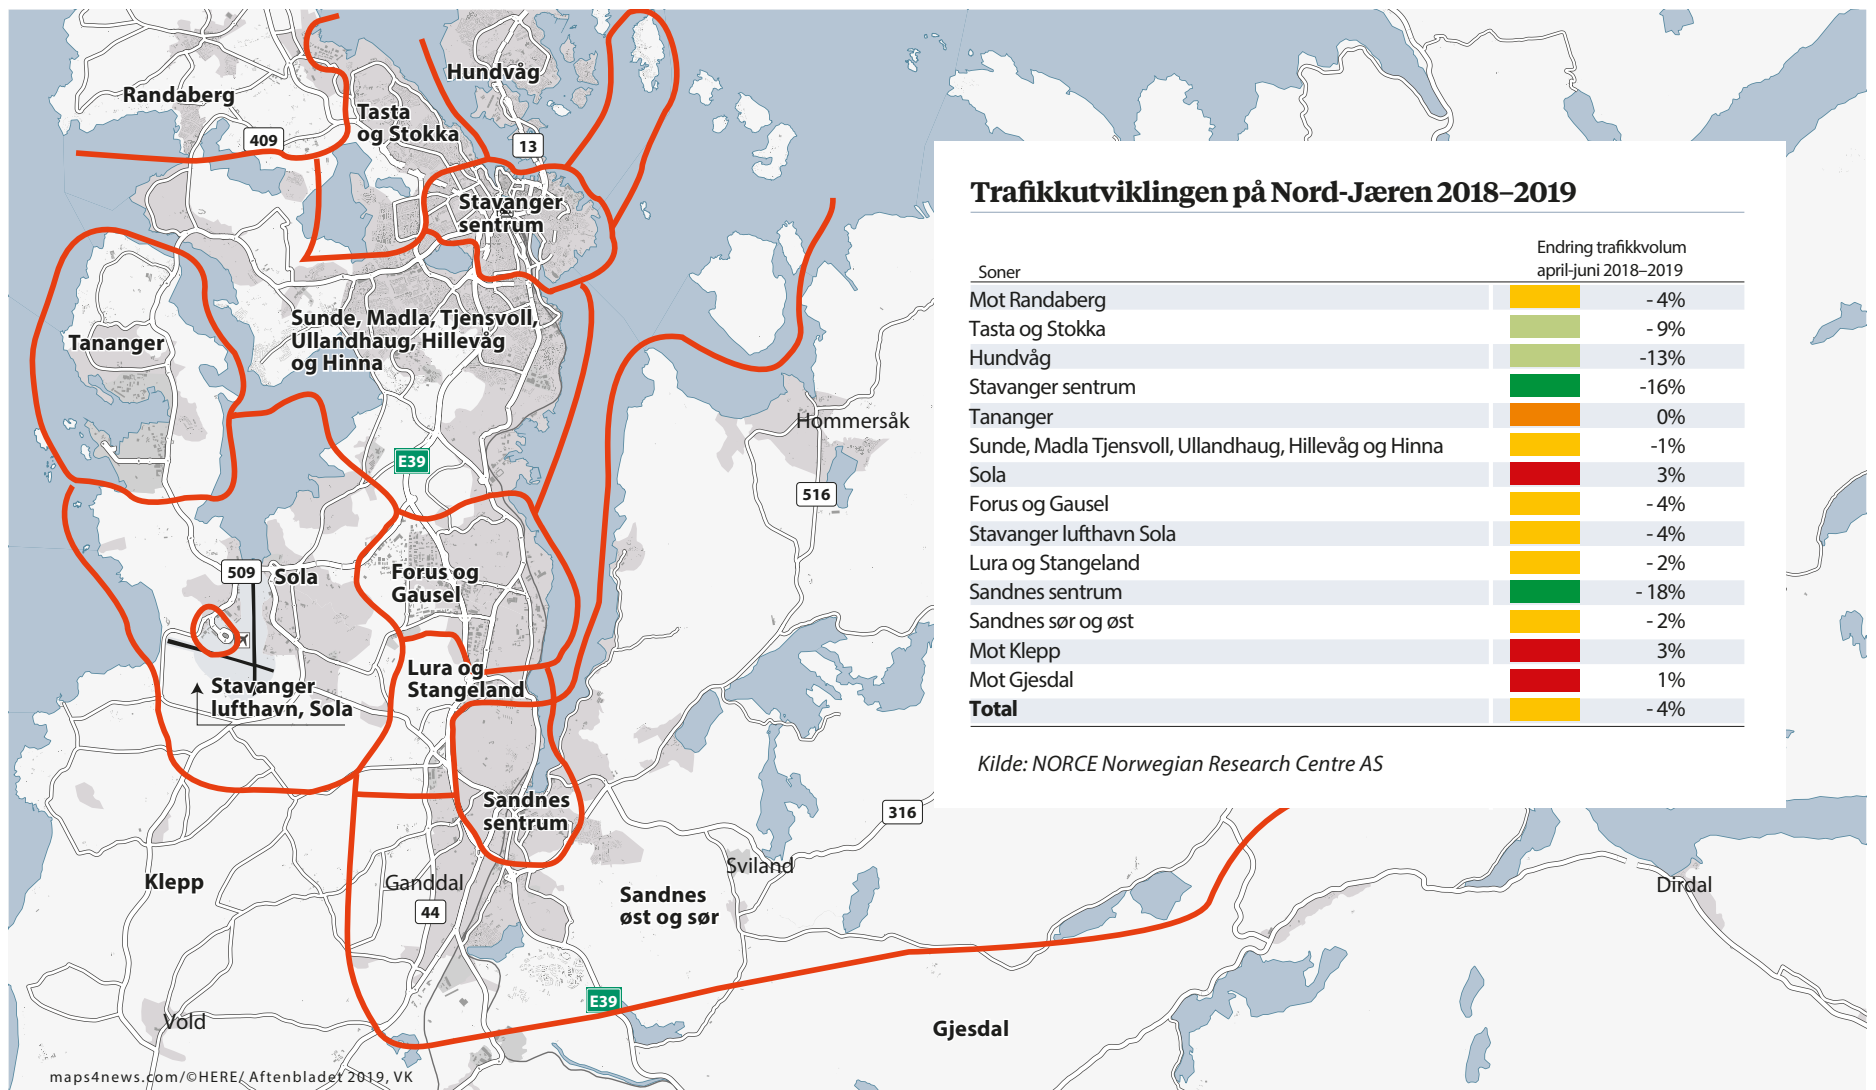 Hundvåg
Randaberg
Tasta
og Stokka
409
13
Stavanger
sentrum
Sunde, Madla, Tjensvoll,
Ullandhaug, Hillevåg
og Hinna
Tananger
Hommersåk
E39
516
509
Sola
Forus og
Gausel
Lura og
Stangeland
Stavanger
lufthavn, Sola
Sandnes
sentrum
316
Sviland
Klepp
Ganddal
44
Sandnes
øst og sør
Dirdal
E39
Vold
Gjesdal
maps4news.com/©HERE/ Aftenbladet 2019, VK
Trafikkutviklingen på Nord-Jæren 2018–2019
Endring trafikkvolum
Soner april-juni 2018–2019
Mot Randaberg - 4%
Tasta og Stokka - 9%
Hundvåg -13%
Stavanger sentrum -16%
Tananger 0%
Sunde, Madla Tjensvoll, Ullandhaug, Hillevåg og Hinna -1%
Sola 3%
Forus og Gausel - 4%
Stavanger lufthavn Sola - 4%
Lura og Stangeland - 2%
Sandnes sentrum - 18%
Sandnes sør og øst - 2%
Mot Klepp 3%
Mot Gjesdal 1%
Total - 4%
Kilde: NORCE Norwegian Research Centre AS